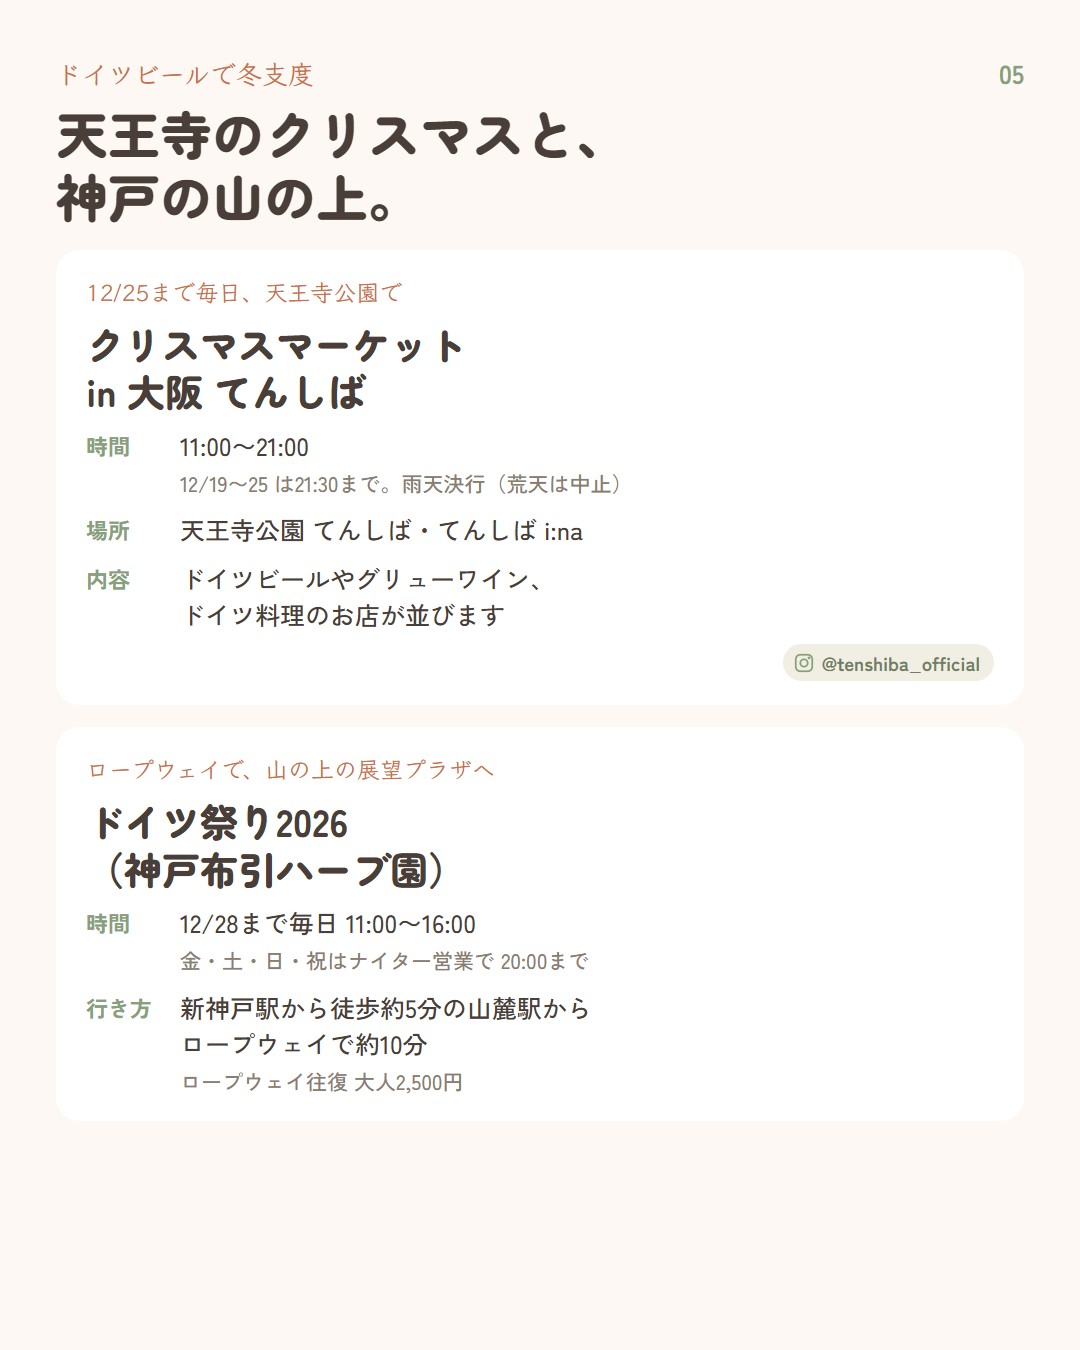 ドイツビールで冬支度
05
天王寺のクリスマスと、
神戸の山の上。
12/25まで毎日、天王寺公園で
クリスマスマーケット
in 大阪 てんしば
時間 11:00〜21:00
12/19〜25 は21:30まで。雨天決行（荒天は中止）
場所 天王寺公園 てんしば・てんしば i:na
内容 ドイツビールやグリューワイン、
ドイツ料理のお店が並びます
@tenshiba_official
ロープウェイで、山の上の展望プラザへ
ドイツ祭り2026
（神戸布引ハーブ園）
時間 12/28まで毎日 11:00〜16:00
金・土・日・祝はナイター営業で 20:00まで
行き方 新神戸駅から徒歩約5分の山麓駅から
ロープウェイで約10分
ロープウェイ往復 大人2,500円